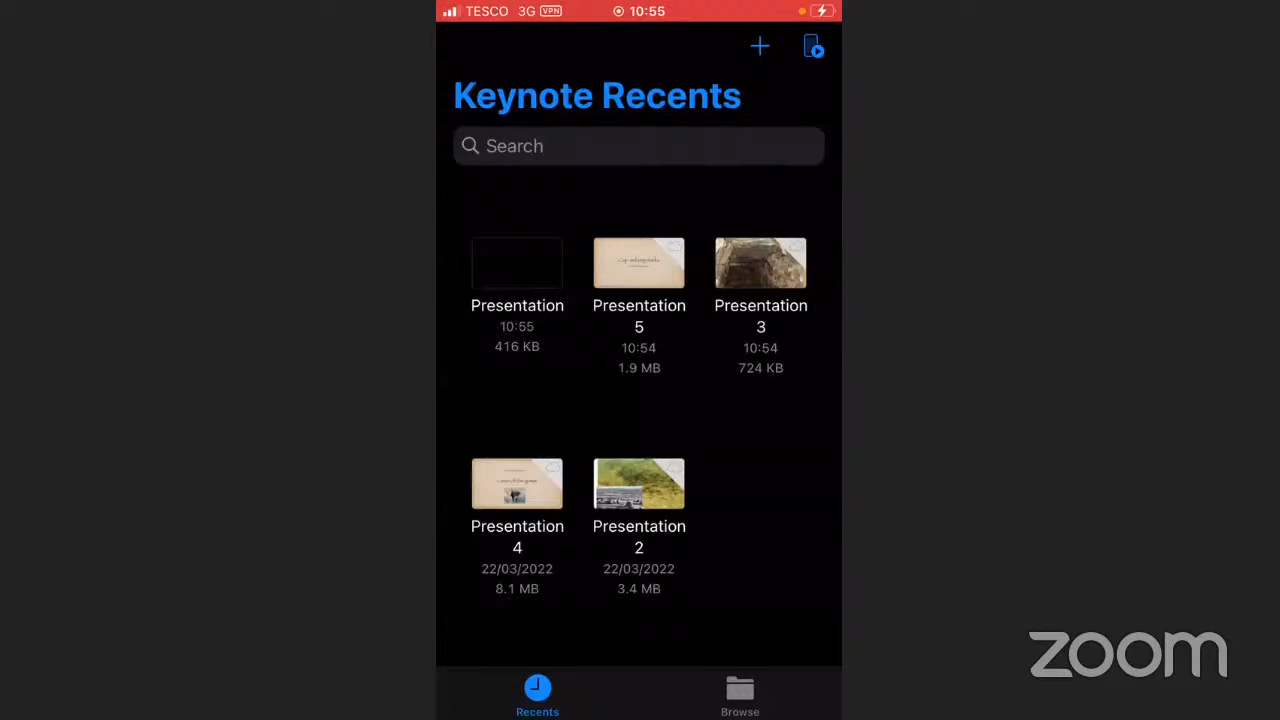 TESCO 3G VPN 10:55
Keynote Recents
Search
Presentation
10:55
416 KB
Presentation
5
10:54
1.9 MB
Presentation
3
10:54
724 KB
Presentation
4
22/03/2022
8.1 MB
Presentation
2
22/03/2022
3.4 MB
Recents
Browse
zoom